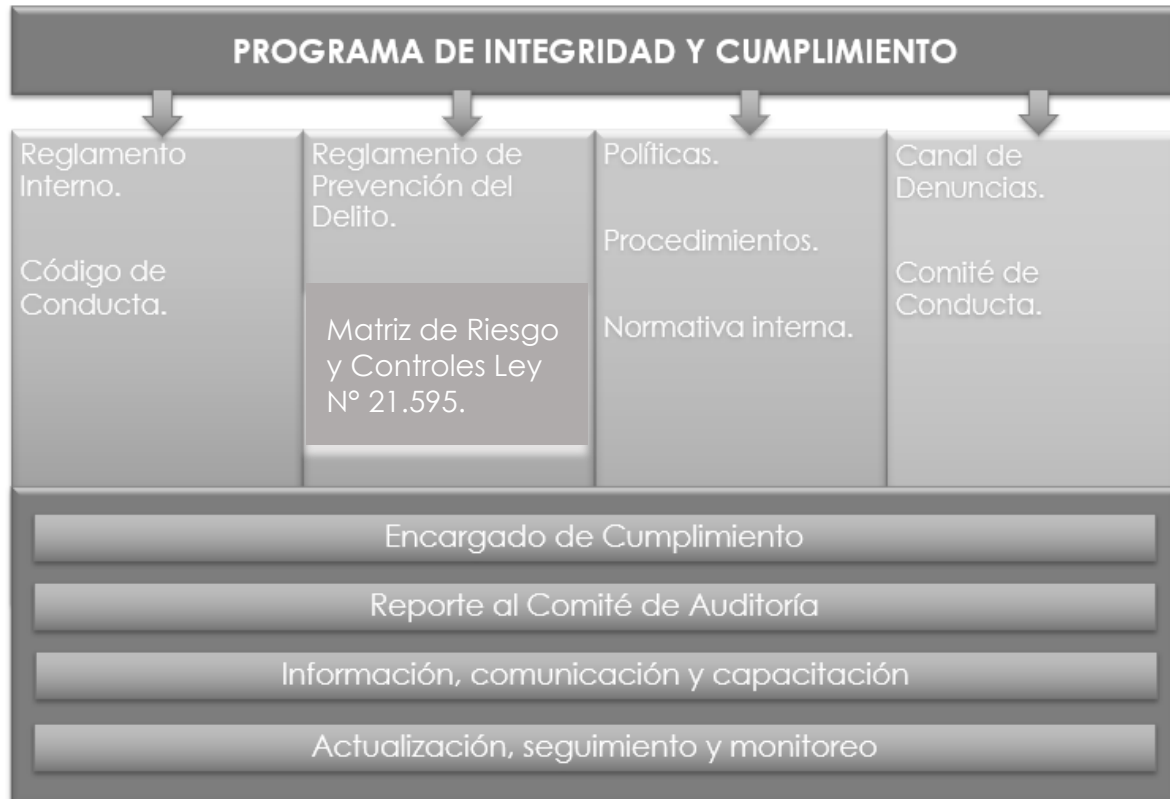 PROGRAMA DE INTEGRIDAD Y CUMPLIMIENTO
Reglamento
Interno.
Código de
Conducta.
Reglamento de
Prevención del
Delito.
Matriz de Riesgo
y Controles Ley
N° 21.595.
Políticas.
Procedimientos.
Normativa interna.
Canal de
Denuncias.
Comité de
Conducta.
Encargado de Cumplimiento
Reporte al Comité de Auditoría
Información, comunicación y capacitación
Actualización, seguimiento y monitoreo